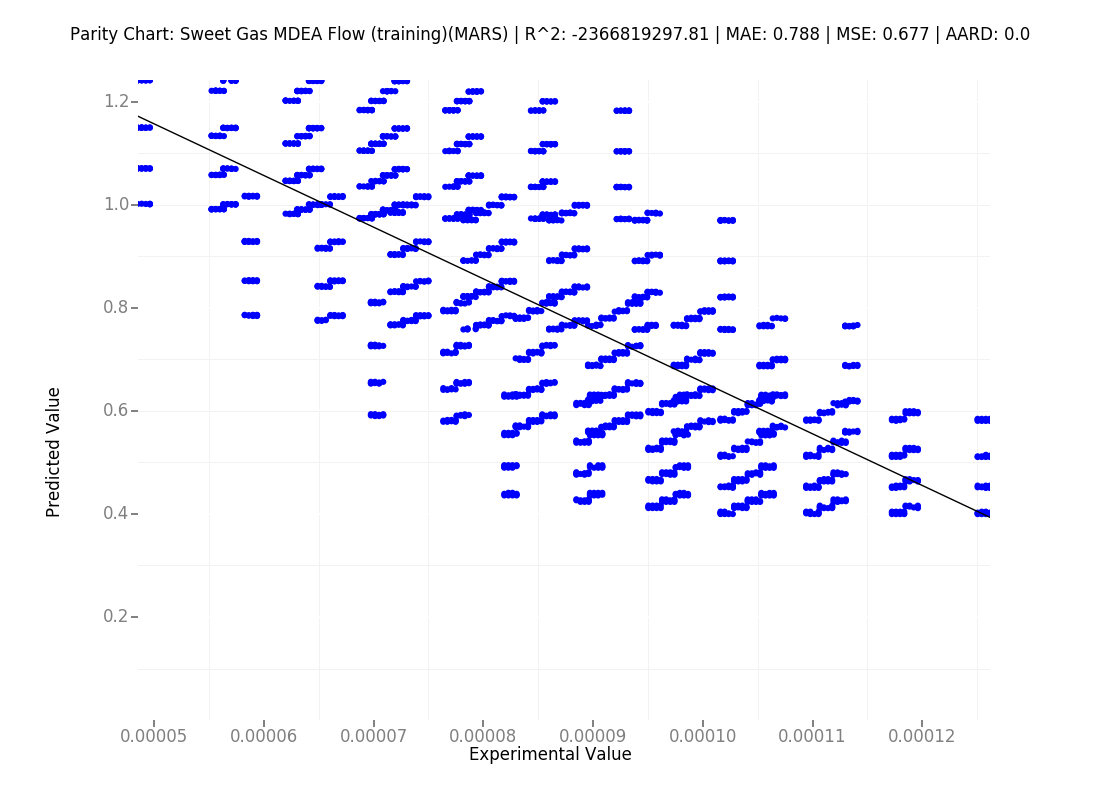 Parity Chart: Sweet Gas MDEA Flow (training)(MARS) | R^2: -2366819297.81 | MAE: 0.788 | MSE: 0.677 | AARD: 0.0
1.2
1.0
0.8
0.6
0.4
0.2
Predicted Value
0.00005 0.00006 0.00007 0.00008 0.00009 0.00010 0.00011 0.00012
Experimental Value